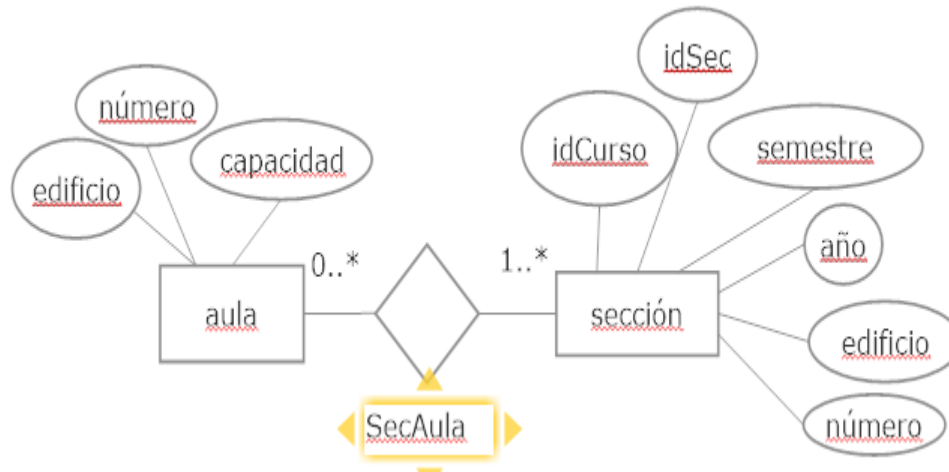 idSec
número
idCurso
semestre
capacidad
edificio
año
0..*
1..*
aula
sección
edificio
SecAula
número